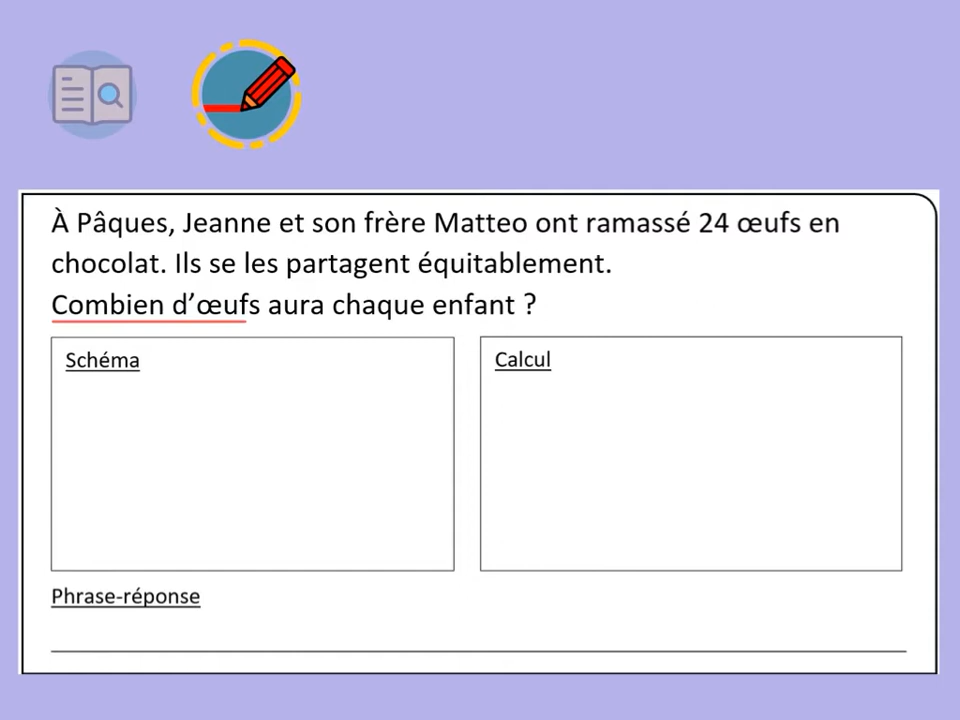 À Pâques, Jeanne et son frère Matteo ont ramassé 24 œufs en
chocolat. Ils se les partagent équitablement.
Combien d’œufs aura chaque enfant ?
Schéma
Calcul
Phrase-réponse